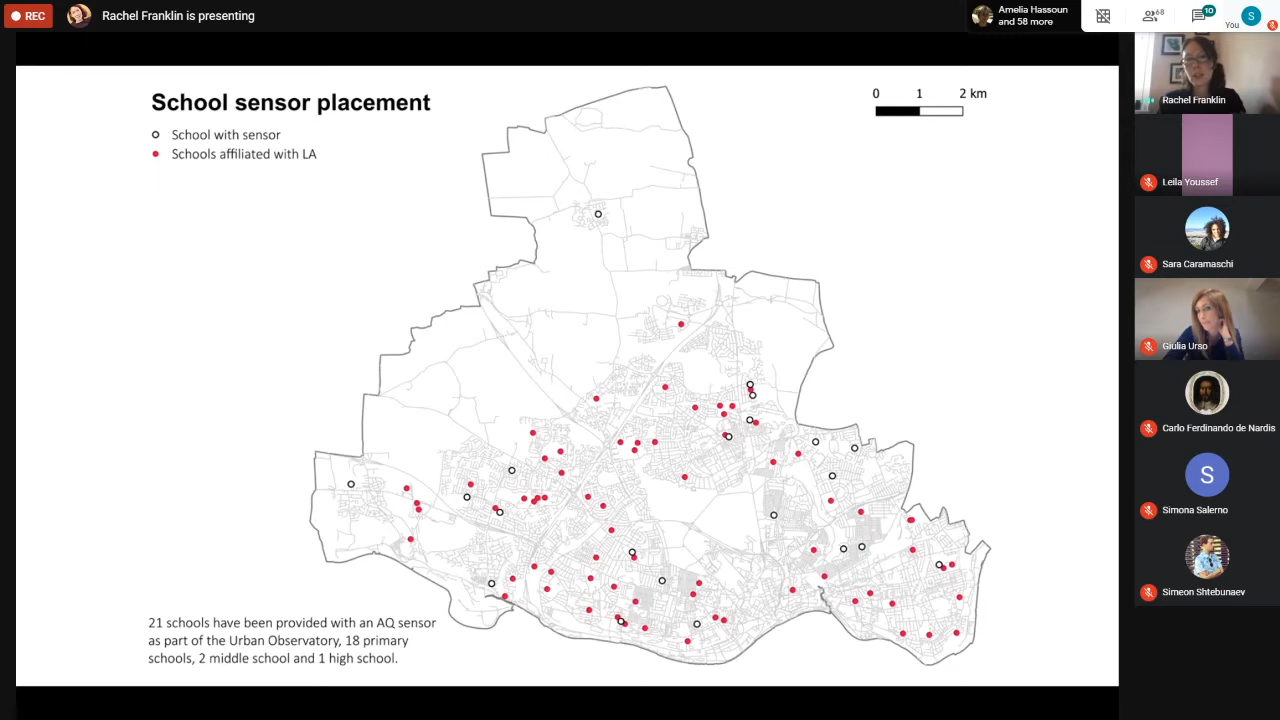 REC
Rachel Franklin is presenting
Amelia Hassoun
and 58 more
68
10
You
S
School sensor placement
School with sensor
Schools affiliated with LA
0 1 2 km
21 schools have been provided with an AQ sensor
as part of the Urban Observatory, 18 primary
schools, 2 middle school and 1 high school.
Rachel Franklin
Leila Youssef
Sara Caramaschi
Giulia Urso
Carlo Ferdinando de Nardis
S
Simona Salerno
Simeon Shtebunaev